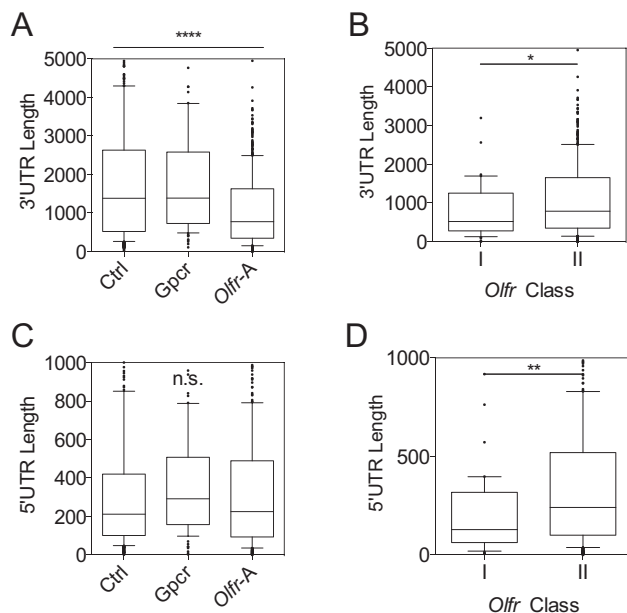 A
****
5000
4000
3000
2000
1000
0
3'UTR Length
Ctrl
Gpcr
Olfr-A
B
*
5000
4000
3000
2000
1000
0
3'UTR Length
I
II
Olfr Class
C
n.s.
1000
800
600
400
200
0
5'UTR Length
Ctrl
Gpcr
Olfr-A
D
**
1000
500
0
5'UTR Length
I
II
Olfr Class